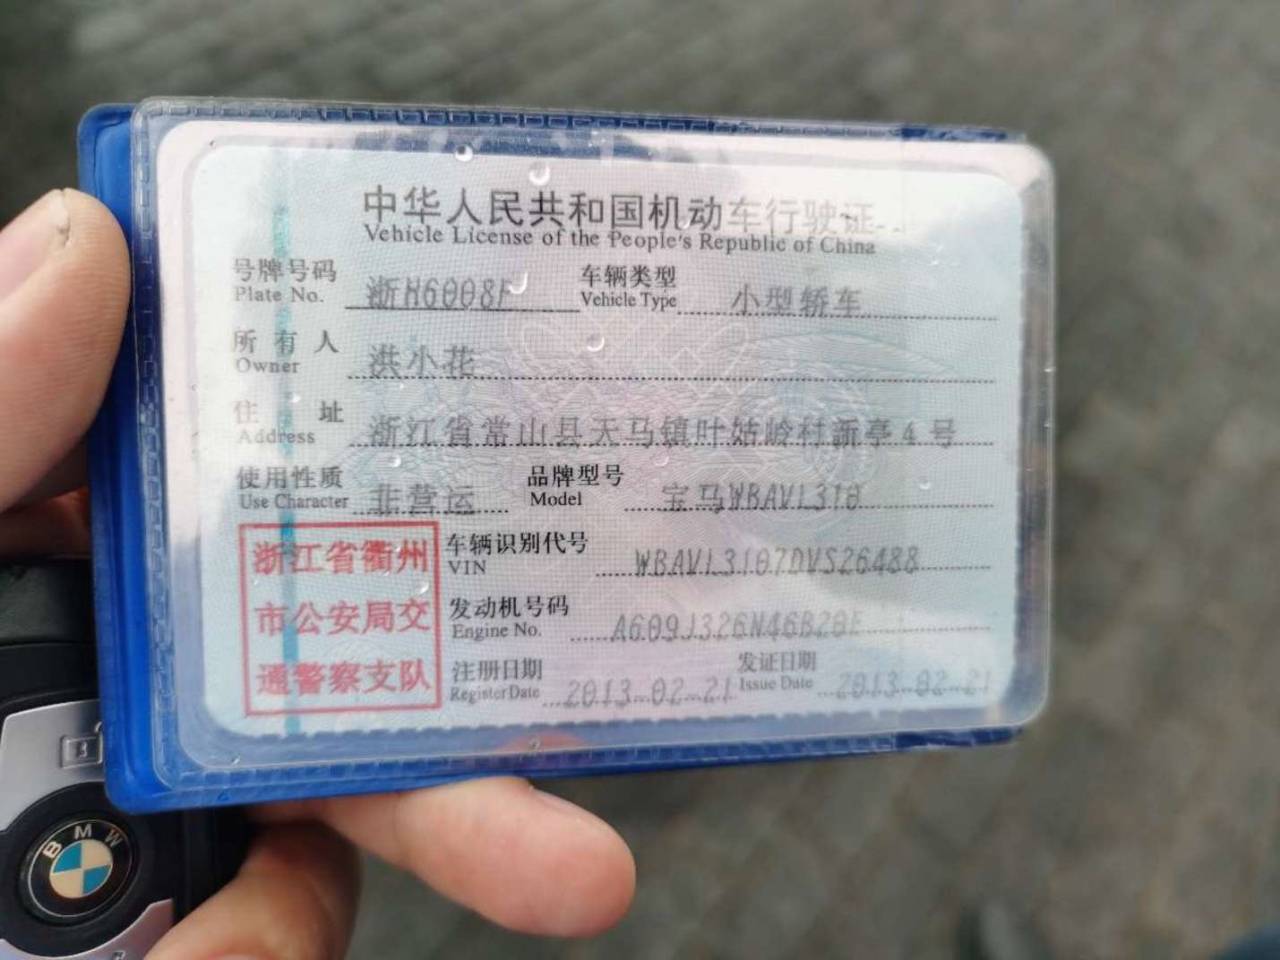 中华人民共和国机动车行驶证
Vehicle License of the People's Republic of China
号牌号码 浙H6008F 车辆类型 小型轿车
Plate No. Vehicle Type
所有人 洪小花
Owner
住址 浙江省常山县天马镇叶姑岭村新亭4号
Address
使用性质 非营运 品牌型号 宝马WBAVL310
Use Character Model
浙江省衢州
市公安局交
通警察支队
车辆识别代号 WBAVL3107DVS26488
VIN
发动机号码 A609J326N46B20E
Engine No.
注册日期 2013-02-21 发证日期 2013-02-21
Register Date Issue Date
BMW